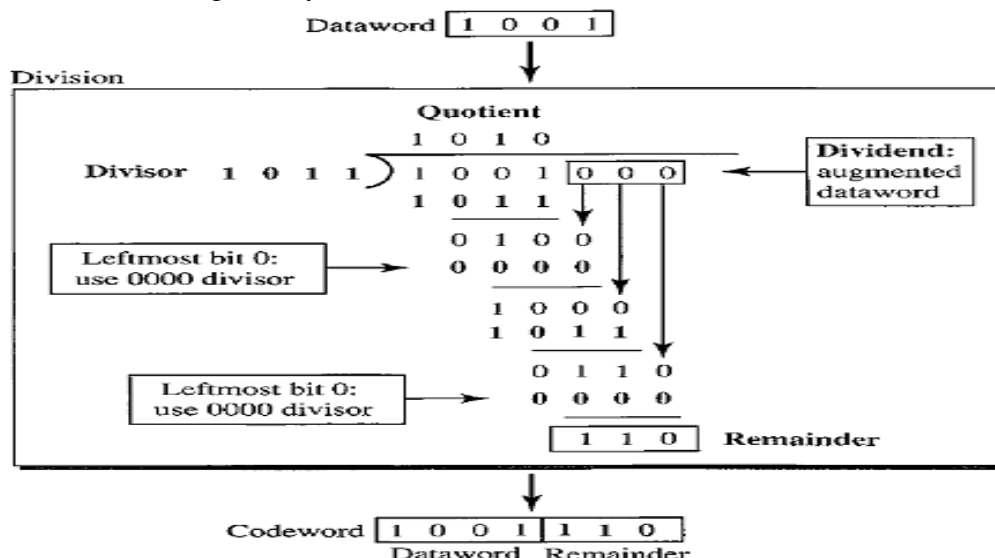 Dataword 1 0 0 1
Division
Quotient
1 0 1 0
Divisor 1 0 1 1 1 0 0 1 0 0 0
Dividend:
augmented
dataword
1 0 1 1
0 1 0 0
Leftmost bit 0:
use 0000 divisor
0 0 0 0
1 0 0 0
1 0 1 1
0 1 1 0
Leftmost bit 0:
use 0000 divisor
0 0 0 0
1 1 0 Remainder
Codeword 1 0 0 1 1 1 0
Dataword Remainder